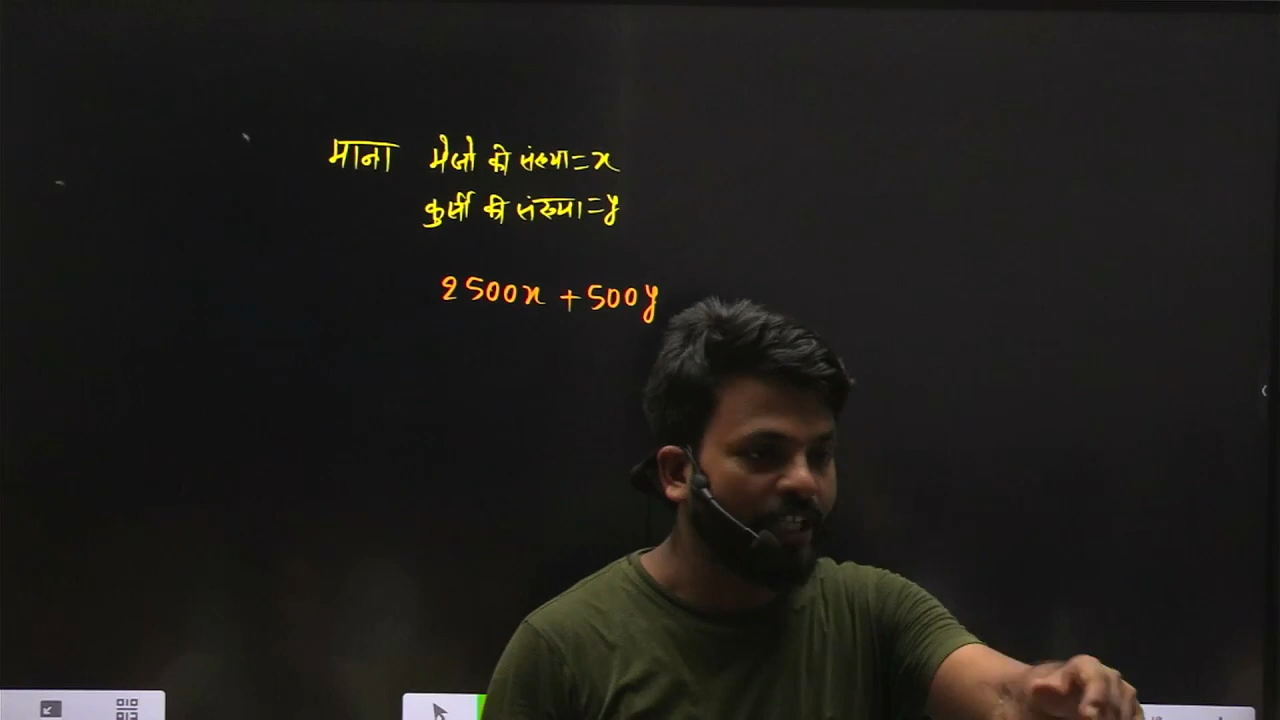 माना मेजो की संख्या = x
कुर्सी की संख्या = y
2500x + 500y